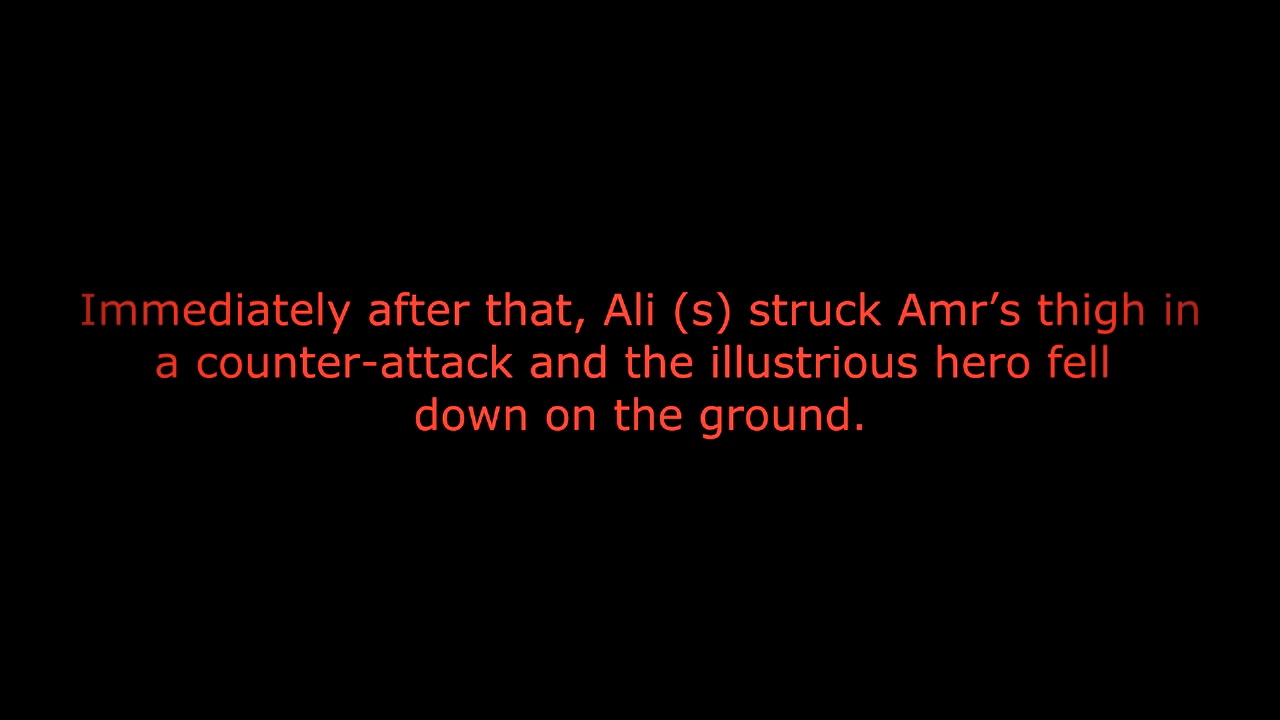 Immediately after that, Ali (s) struck Amr’s thigh in
a counter-attack and the illustrious hero fell
down on the ground.